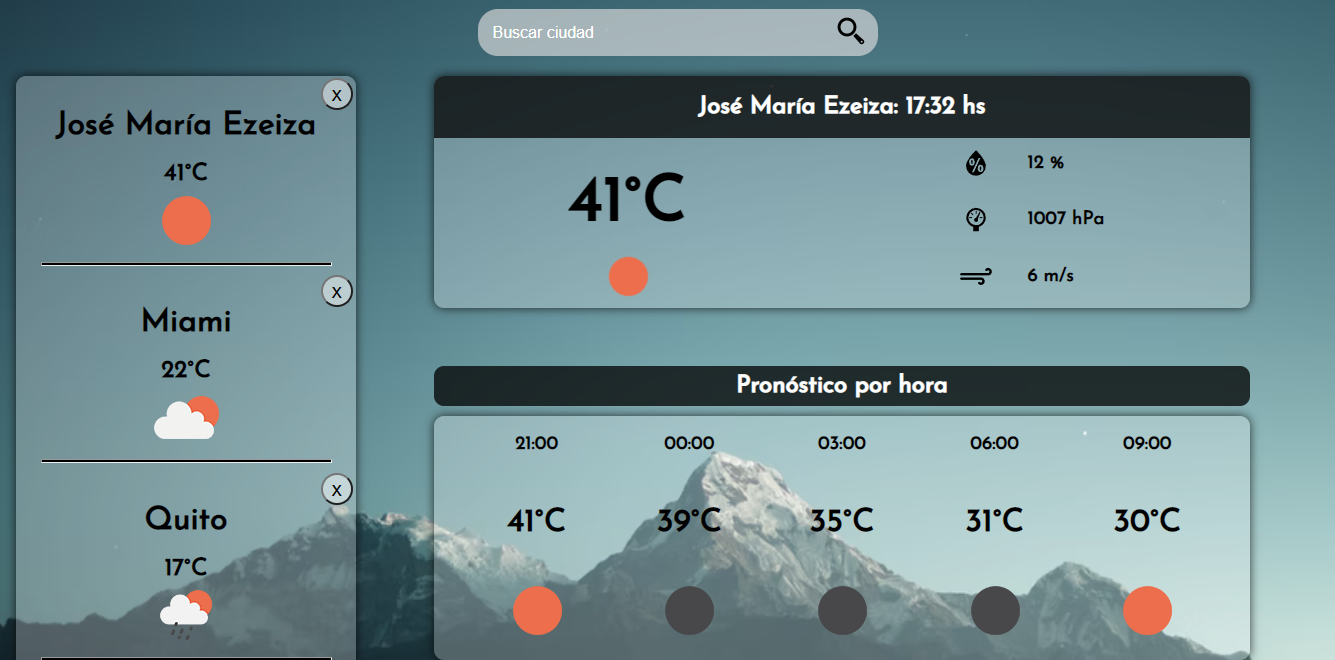 Buscar ciudad
X
José María Ezeiza
41°C
X
Miami
22°C
X
Quito
17°C
José María Ezeiza: 17:32 hs
41°C
%
12 %
1007 hPa
6 m/s
Pronóstico por hora
21:00 00:00 03:00 06:00 09:00
41°C 39°C 35°C 31°C 30°C